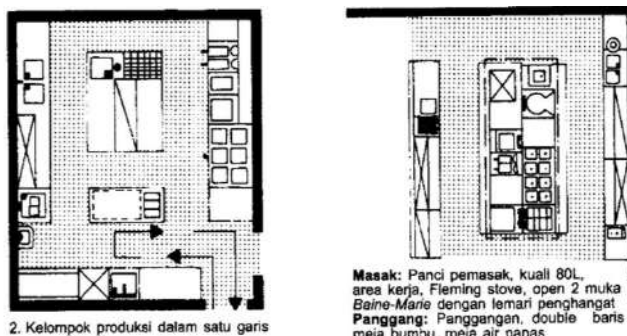 2. Kelompok produksi dalam satu garis
Masak: Panci pemasak, kuali 80L,
area kerja, Fleming stove, open 2 muka
Baine-Marie dengan lemari penghangat
Panggang: Panggangan, double baris
meja bumbu, meja air panas